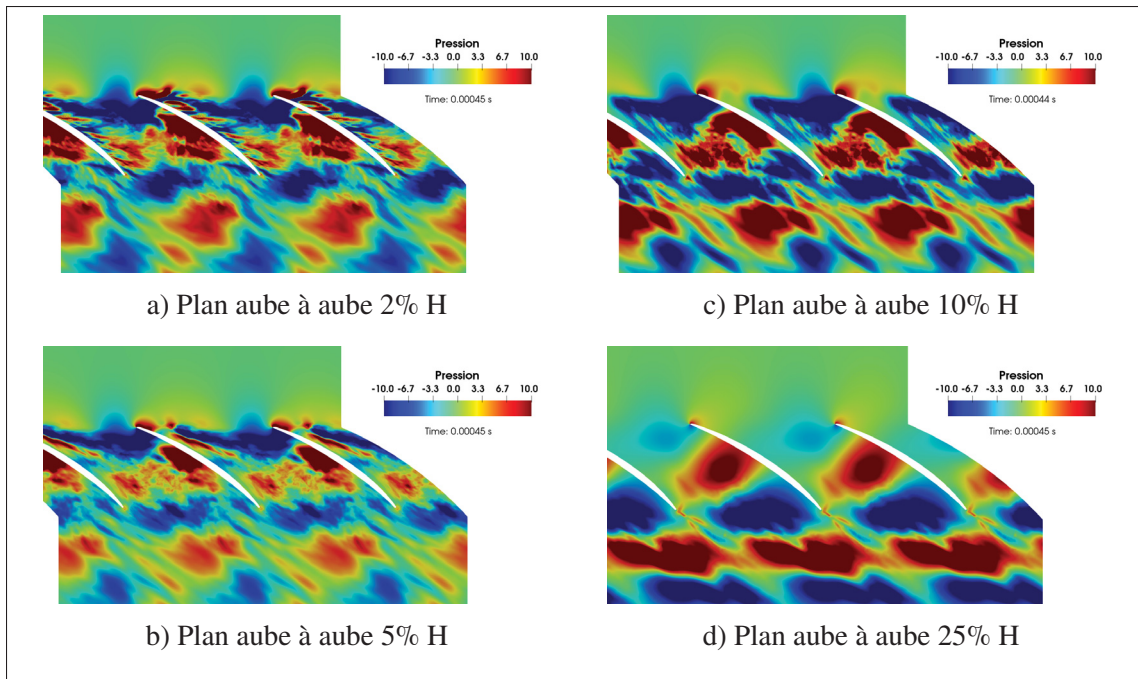 Pression
-10.0 -6.7 -3.3 0.0 3.3 6.7 10.0
Time: 0.00045 s
a) Plan aube à aube 2% H
Pression
-10.0 -6.7 -3.3 0.0 3.3 6.7 10.0
Time: 0.00044 s
c) Plan aube à aube 10% H
Pression
-10.0 -6.7 -3.3 0.0 3.3 6.7 10.0
Time: 0.00045 s
b) Plan aube à aube 5% H
Pression
-10.0 -6.7 -3.3 0.0 3.3 6.7 10.0
Time: 0.00045 s
d) Plan aube à aube 25% H